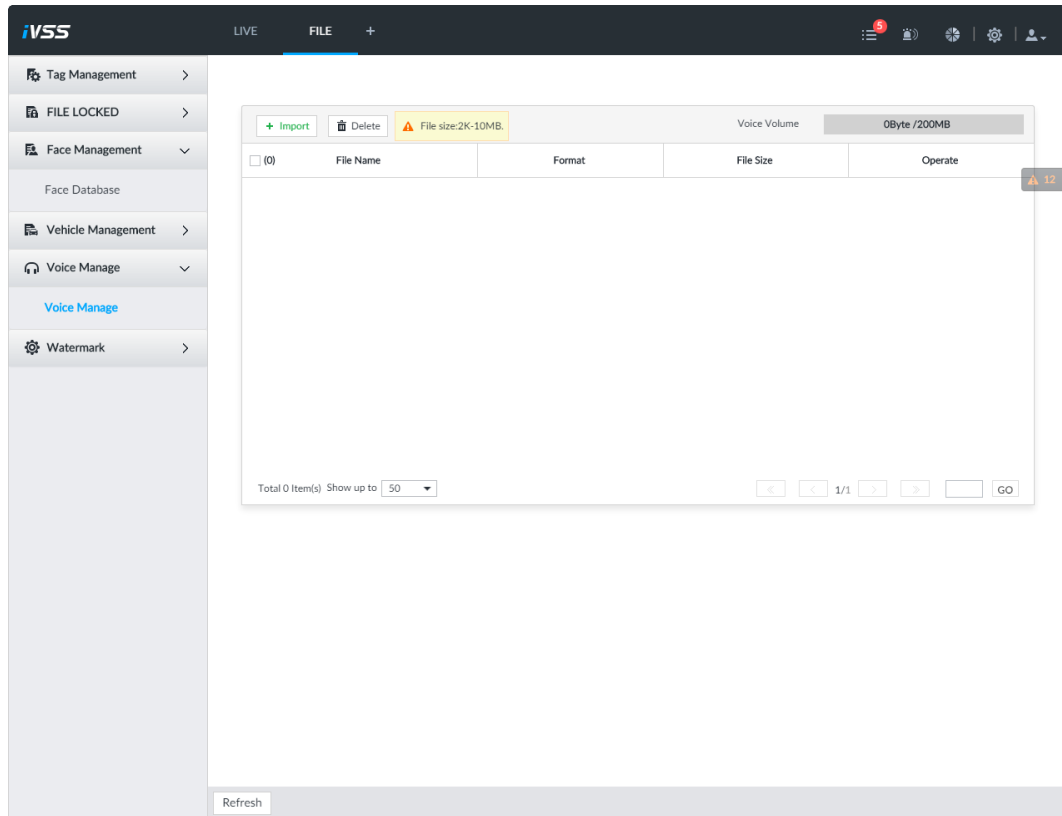 iVSS LIVE FILE + 5
Tag Management
FILE LOCKED
Face Management
Face Database
Vehicle Management
Voice Manage
Voice Manage
Watermark
+ Import Delete File size:2K-10MB. Voice Volume 0Byte /200MB
(0) File Name Format File Size Operate
12
Total 0 Item(s) Show up to 50 1/1 GO
Refresh